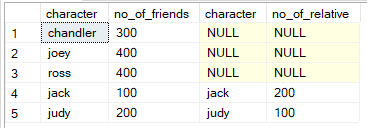 character no_of_friends character no_of_relative
1 chandler 300 NULL NULL
2 joey 400 NULL NULL
3 ross 400 NULL NULL
4 jack 100 jack 200
5 judy 200 judy 100